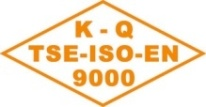 K - Q
TSE-ISO-EN
9000